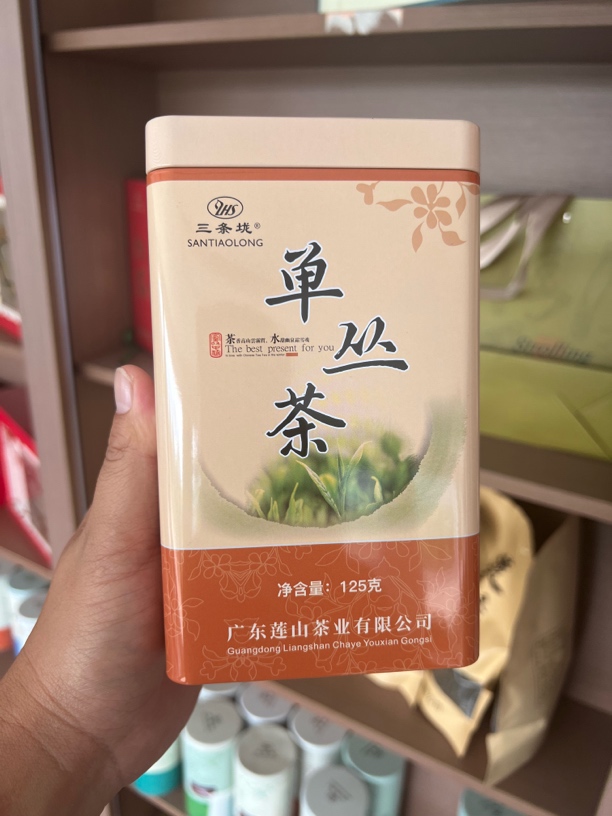 三条垅®
SANTIAOLONG
单
丛
茶
The best present for you
净含量：125克
广东莲山茶业有限公司
Guangdong Liangshan Chaye Youxian Gongsi